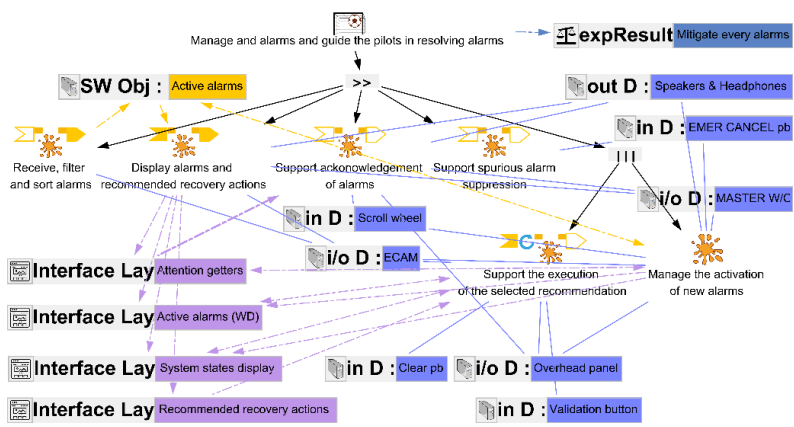 Manage and alarms and guide the pilots in resolving alarms
expResult Mitigate every alarms
SW Obj : Active alarms
>>
out D : Speakers & Headphones
in D : EMER CANCEL pb
Receive, filter
and sort alarms
Display alarms and
recommended recovery actions
Support ackonowledgement
of alarms
Support spurious alarm
suppression
|||
i/o D : MASTER W/C
in D : Scroll wheel
i/o D : ECAM
C
Support the execution
of the selected recommendation
Manage the activation
of new alarms
Interface Lay Attention getters
Interface Lay Active alarms (WD)
Interface Lay System states display
in D : Clear pb
i/o D : Overhead panel
Interface Lay Recommended recovery actions
in D : Validation button